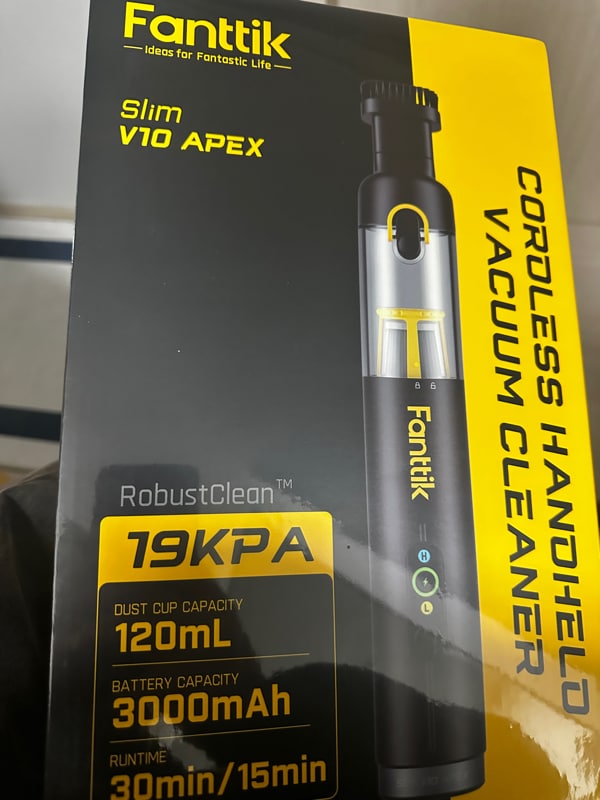 Fanttik
Ideas for Fantastic Life
Slim
V10 APEX
CORDLESS HANDHELD
VACUUM CLEANER
Fanttik
H
L
RobustClean™
19KPA
DUST CUP CAPACITY
120mL
BATTERY CAPACITY
3000mAh
RUNTIME
30min/15min